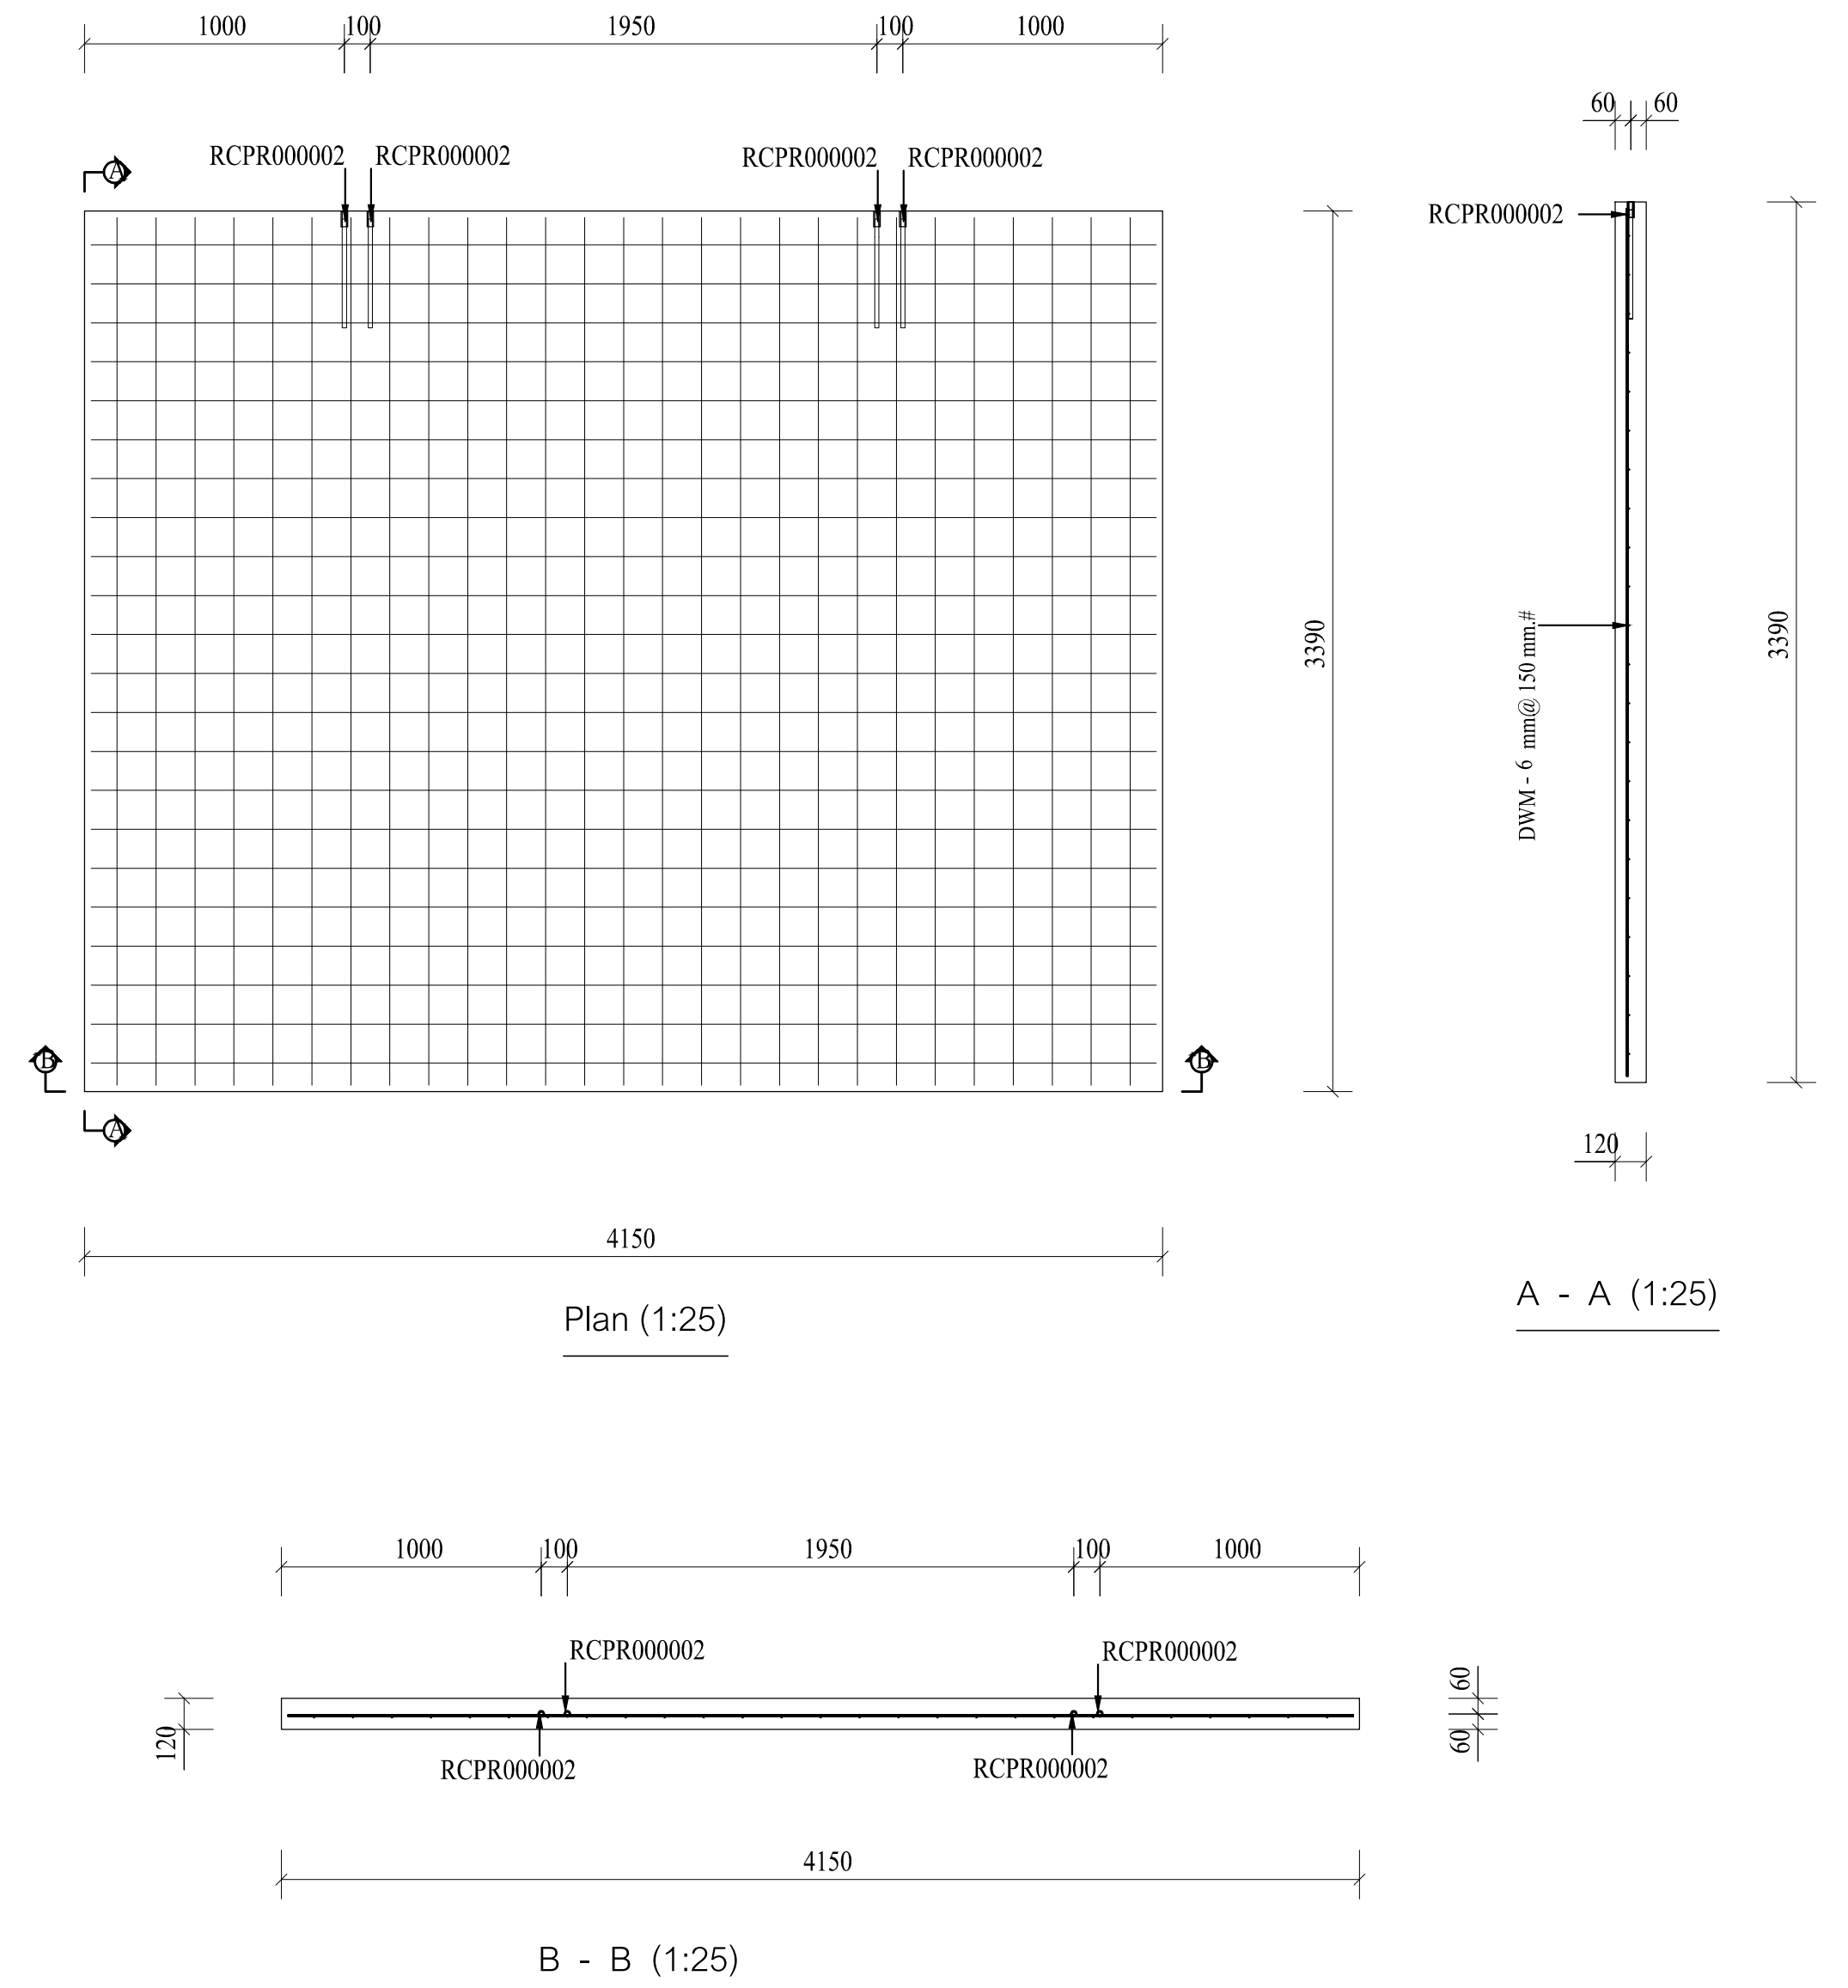 1000 100 1950 100 1000
60 60
RCPR000002 RCPR000002 RCPR000002 RCPR000002
A
RCPR000002
3390
3390
DWM - 6 mm@ 150 mm.#
B B
A
120
4150
A - A (1:25)
Plan (1:25)
1000 100 1950 100 1000
RCPR000002 RCPR000002
60
120
60
RCPR000002 RCPR000002
4150
B - B (1:25)